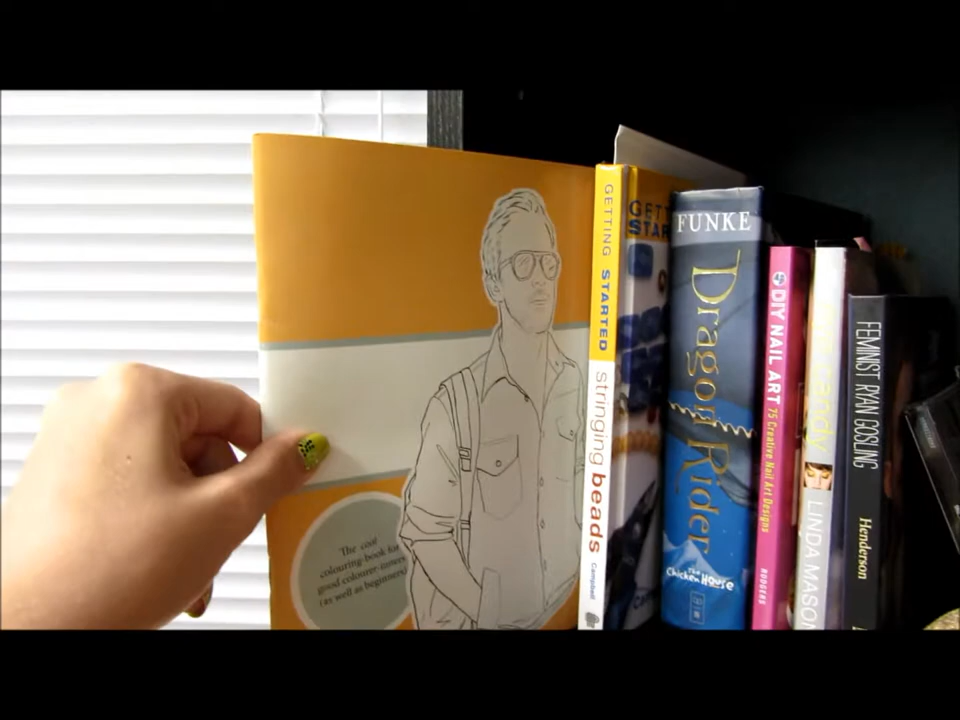 The cool
colouring-book for
good colourer-inners
(as well as beginners)
GETTING STARTED
stringing beads
Campbell
GETT
STAR
FUNKE
Dragon Rider
The
Chicken House
DIY NAIL ART 75 Creative Nail Art Designs
RODGERS
LINDA MASON
FEMINIST RYAN GOSLING
Henderson